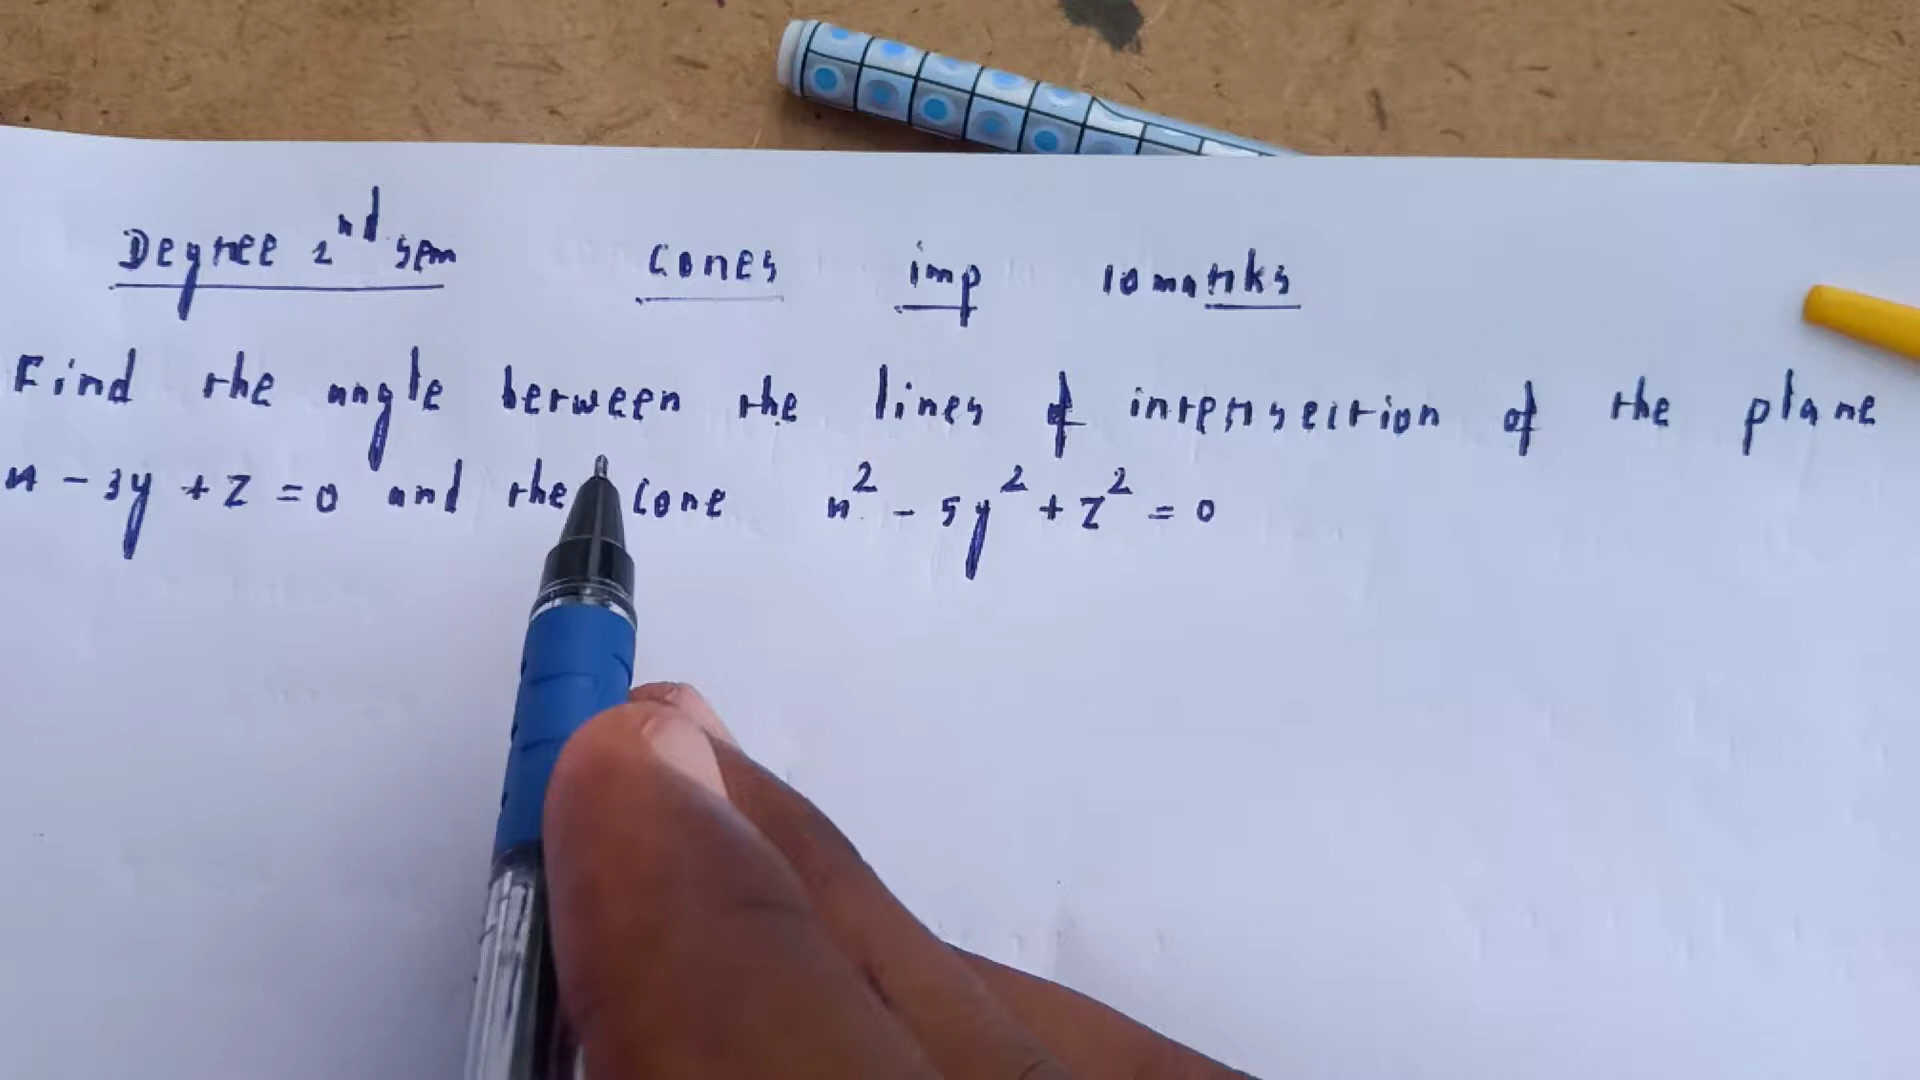 Degree 2nd sem cones imp 10 marks
Find the angle between the lines of intersection of the plane
x - 3y + z = 0 and the cone x² - 5y² + z² = 0